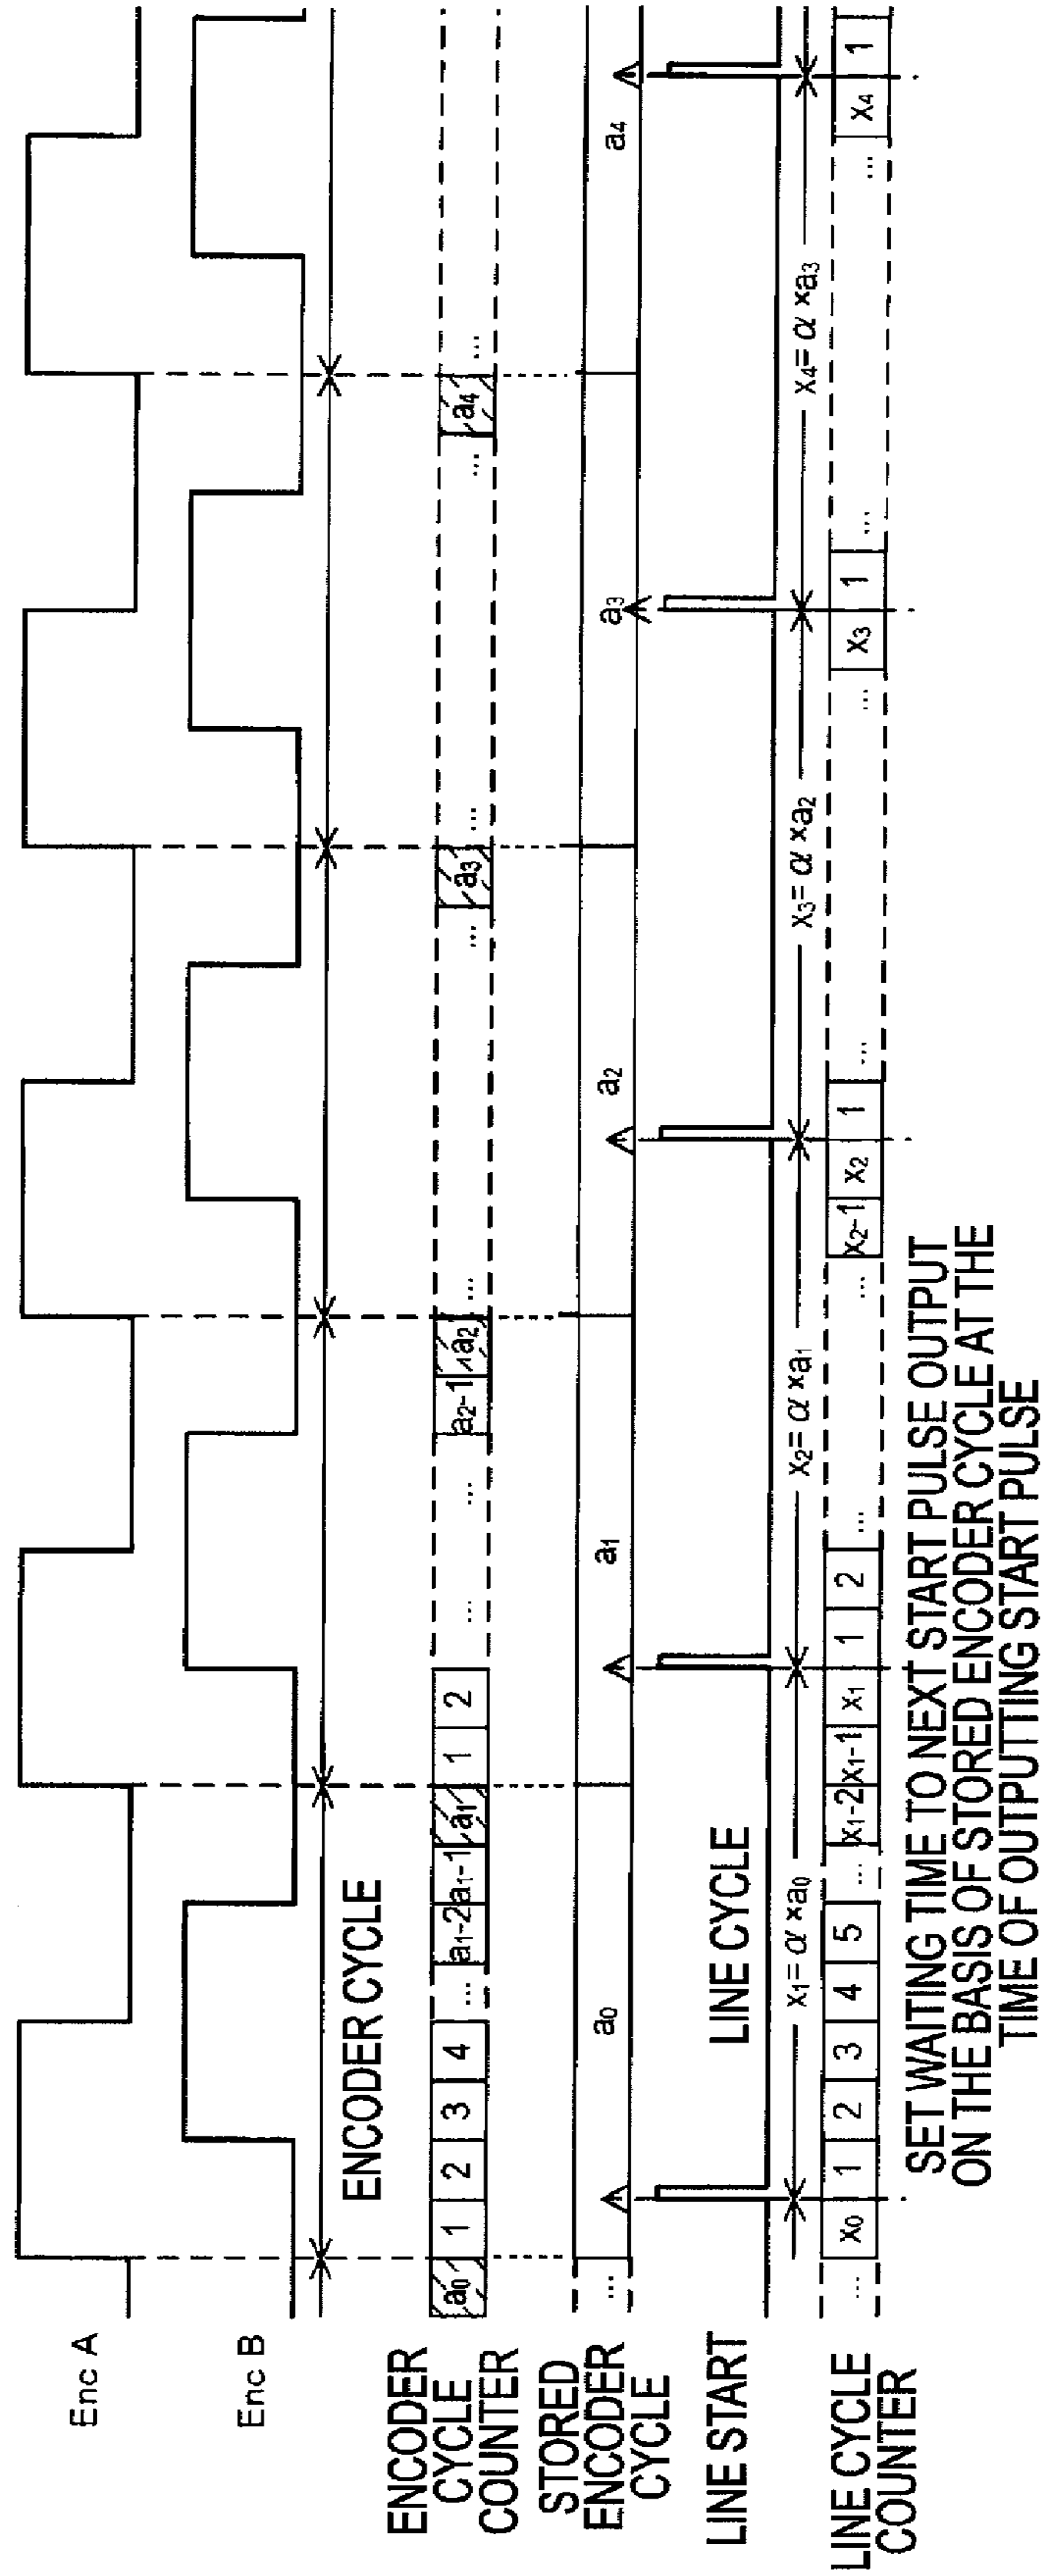 Enc A
Enc B
ENCODER CYCLE
ENCODER
CYCLE
COUNTER
a0 1 2 3 4 ... a1-2 a1-1 a1 1 2 ... ... a2-1 a2 ... ... a3 ... ... a4 ...
STORED
ENCODER
CYCLE
... a0 a1 a2 a3 a4
LINE START
LINE CYCLE
x1= α ×a0 x2= α ×a1 x3= α ×a2 x4= α ×a3
LINE CYCLE
COUNTER
... x0 1 2 3 4 5 ... x1-2 x1-1 x1 1 2 ... ... x2-1 x2 1 ... ... x3 1 ... ... x4 1
SET WAITING TIME TO NEXT START PULSE OUTPUT
ON THE BASIS OF STORED ENCODER CYCLE AT THE
TIME OF OUTPUTTING START PULSE